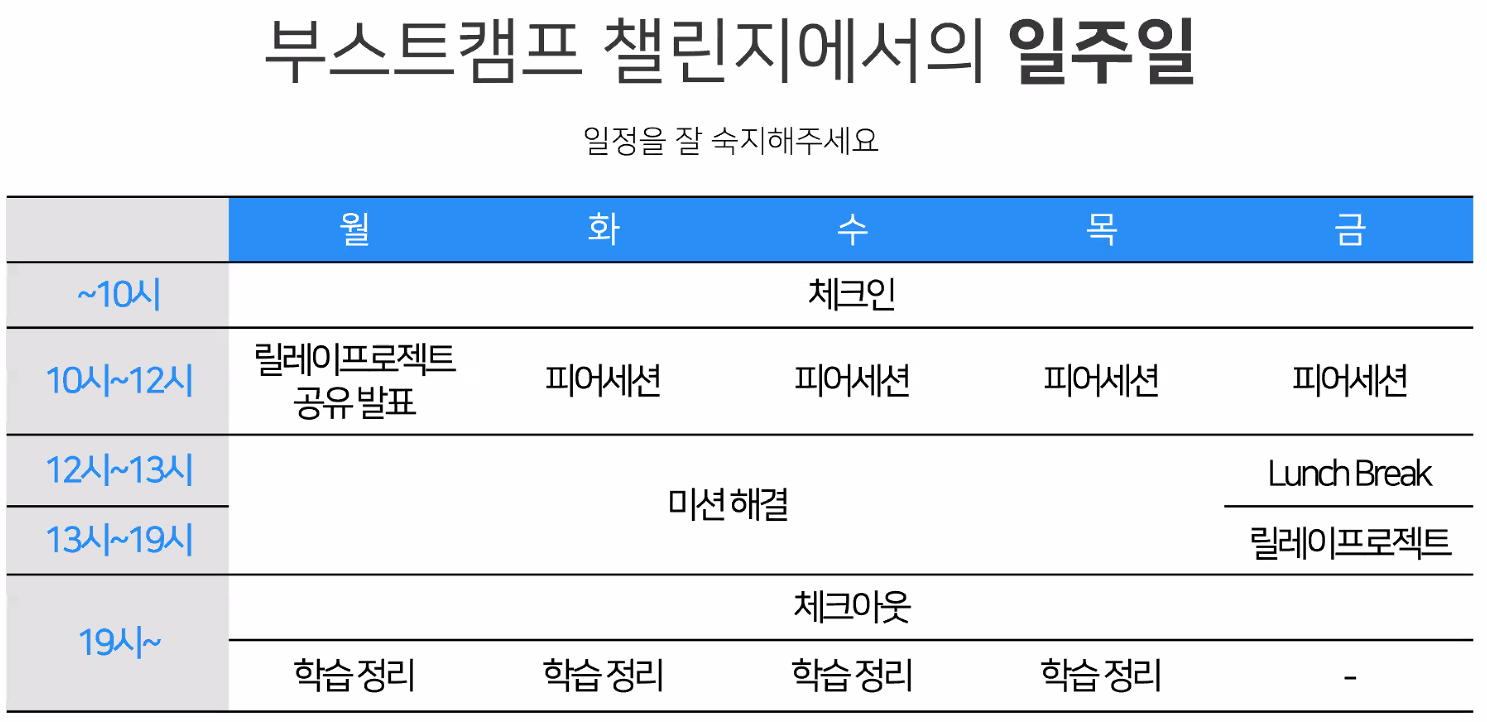 부스트캠프 챌린지에서의 일주일
일정을 잘 숙지해주세요
월 화 수 목 금
~10시 체크인
10시~12시 릴레이프로젝트 공유 발표 피어세션 피어세션 피어세션 피어세션
12시~13시 미션 해결 Lunch Break
13시~19시 릴레이프로젝트
19시~ 체크아웃
학습 정리 학습 정리 학습 정리 학습 정리 -